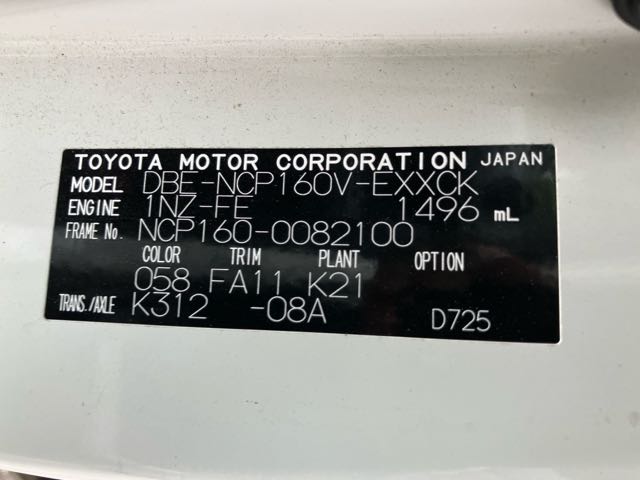 TOYOTA MOTOR CORPORATION JAPAN
MODEL DBE-NCP160V-EXXCK
ENGINE 1NZ-FE 1496 mL
FRAME No. NCP160-0082100
COLOR TRIM PLANT OPTION
058 FA11 K21
TRANS./AXLE K312 -08A D725